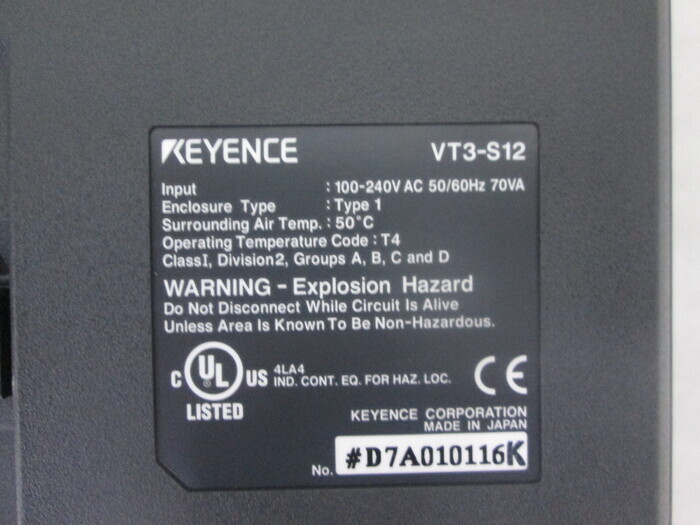 KEYENCE VT3-S12
Input : 100-240V AC 50/60Hz 70VA
Enclosure Type : Type 1
Surrounding Air Temp. : 50°C
Operating Temperature Code : T4
ClassⅠ, Division2, Groups A, B, C and D
WARNING - Explosion Hazard
Do Not Disconnect While Circuit Is Alive
Unless Area Is Known To Be Non-Hazardous.
C UL US 4LA4
IND. CONT. EQ. FOR HAZ. LOC. CE
LISTED
KEYENCE CORPORATION
MADE IN JAPAN
No. #D7A010116K